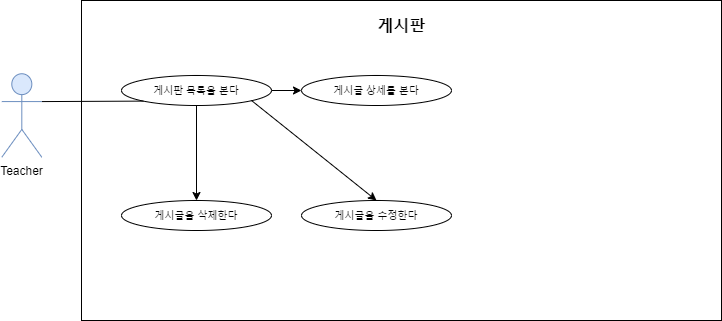 게시판
게시판 목록을 본다
게시글 상세를 본다
Teacher
게시글을 삭제한다
게시글을 수정한다